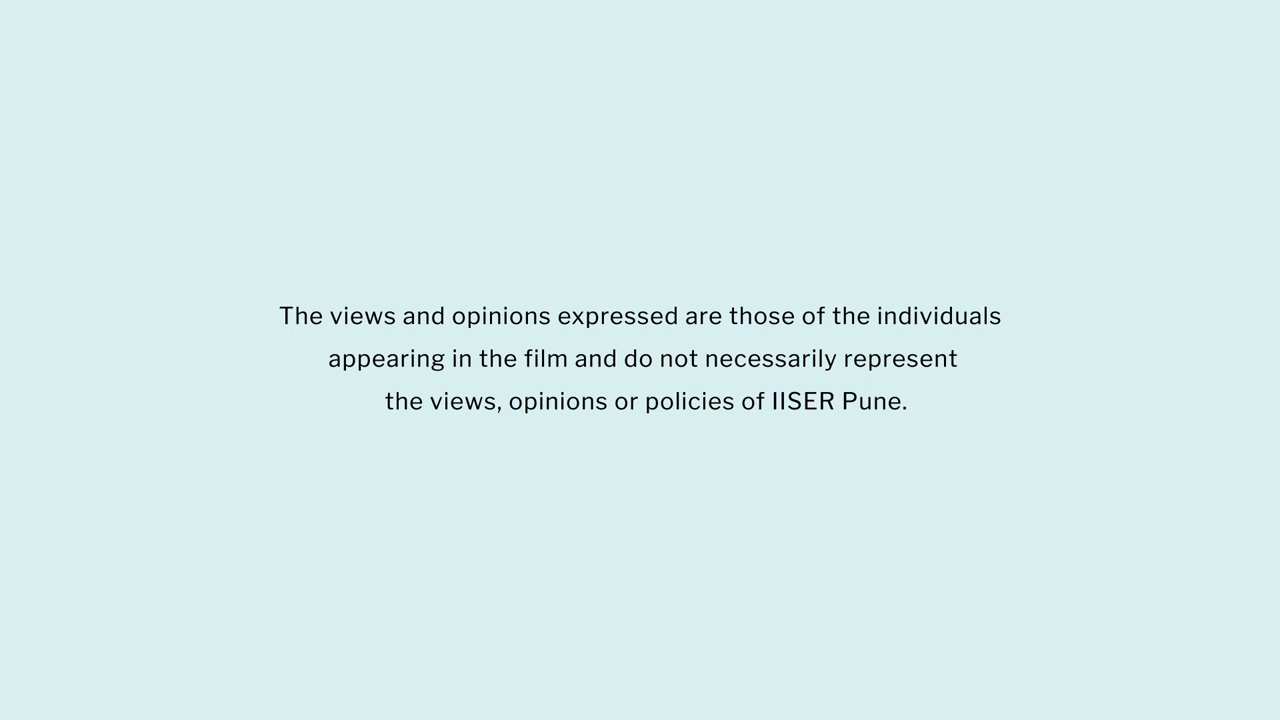 The views and opinions expressed are those of the individuals
appearing in the film and do not necessarily represent
the views, opinions or policies of IISER Pune.